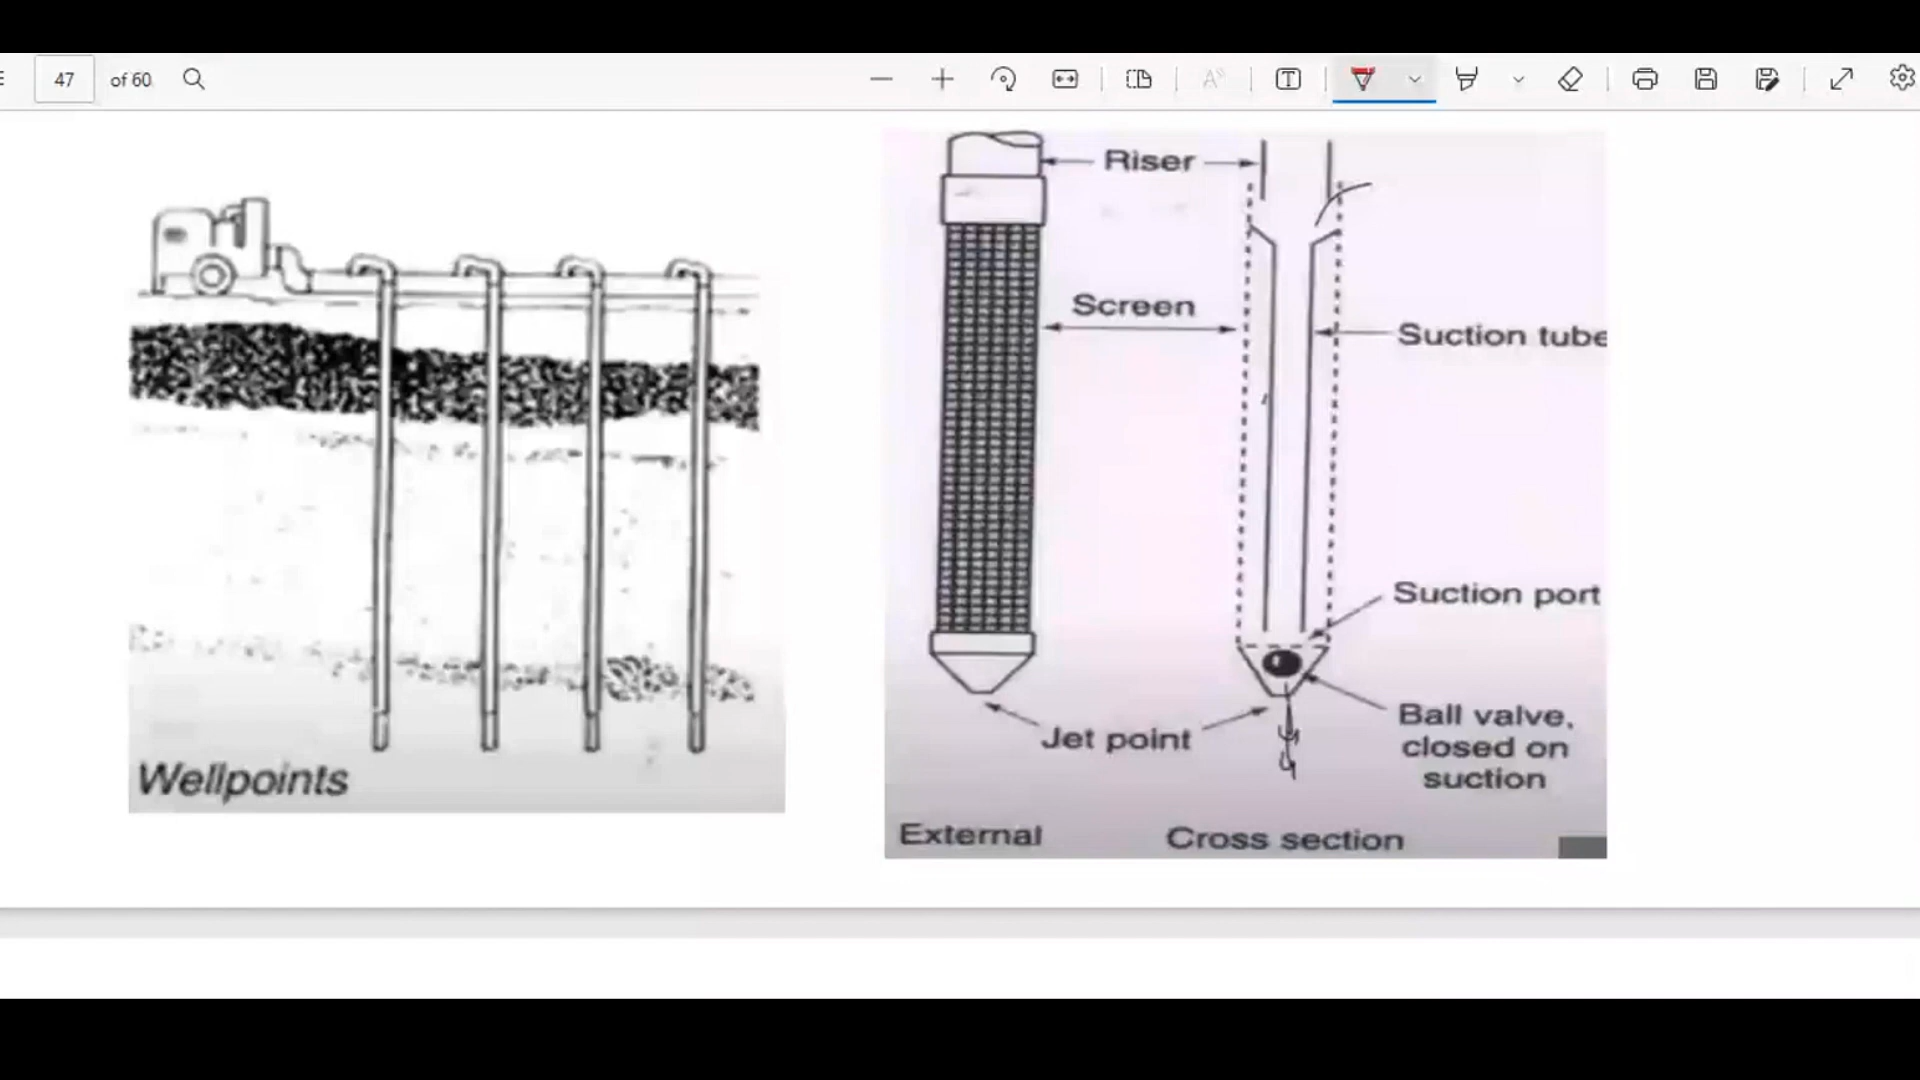 47 of 60
Riser
Screen
Suction tube
Suction port
Ball valve,
closed on
suction
Jet point
Wellpoints
External
Cross section